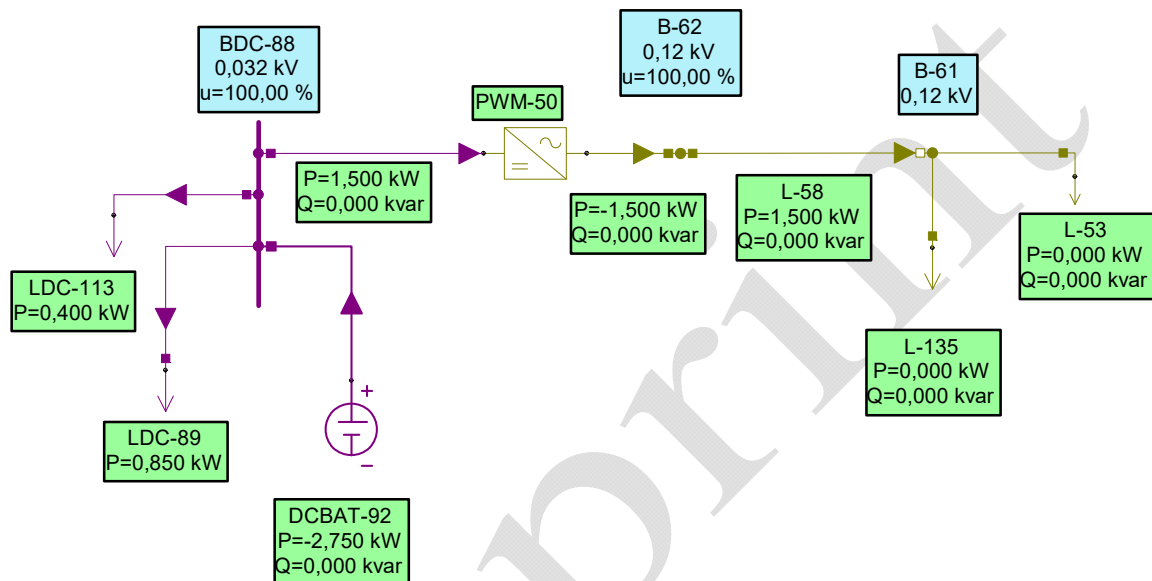 BDC-88
0,032 kV
u=100,00 %
B-62
0,12 kV
u=100,00 %
B-61
0,12 kV
PWM-50
P=1,500 kW
Q=0,000 kvar
P=-1,500 kW
Q=0,000 kvar
L-58
P=1,500 kW
Q=0,000 kvar
L-53
P=0,000 kW
Q=0,000 kvar
LDC-113
P=0,400 kW
L-135
P=0,000 kW
Q=0,000 kvar
LDC-89
P=0,850 kW
+
−
DCBAT-92
P=-2,750 kW
Q=0,000 kvar
print